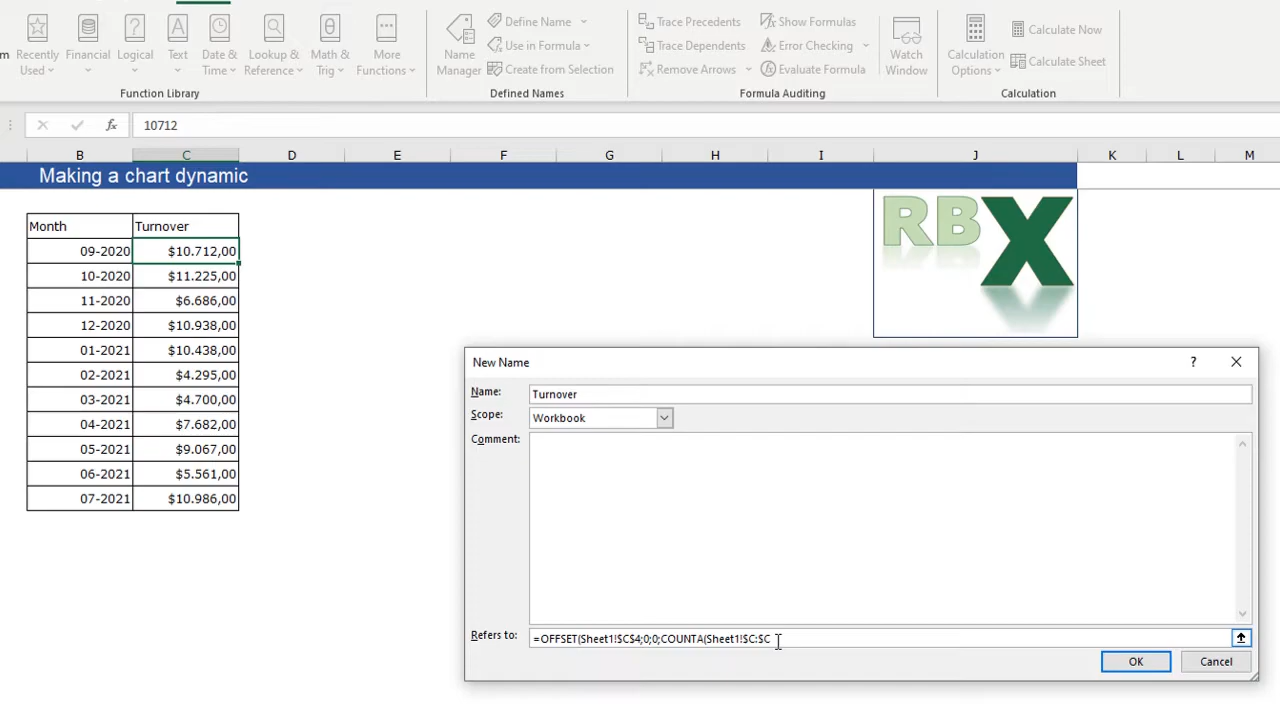 m Recently Used Financial Logical Text Date & Time Lookup & Reference Math & Trig More Functions
Function Library
Name Manager
Define Name
Use in Formula
Create from Selection
Defined Names
Trace Precedents
Trace Dependents
Remove Arrows
Show Formulas
Error Checking
Evaluate Formula
Formula Auditing
Watch Window
Calculation Options
Calculate Now
Calculate Sheet
Calculation
fx 10712
B C D E F G H I J K L M
Making a chart dynamic
RBX
Month Turnover
09-2020 $10.712,00
10-2020 $11.225,00
11-2020 $6.686,00
12-2020 $10.938,00
01-2021 $10.438,00
02-2021 $4.295,00
03-2021 $4.700,00
04-2021 $7.682,00
05-2021 $9.067,00
06-2021 $5.561,00
07-2021 $10.986,00
New Name ?
Name: Turnover
Scope: Workbook
Comment:
Refers to: =OFFSET(Sheet1!$C$4;0;0;COUNTA(Sheet1!$C:$C
OK Cancel